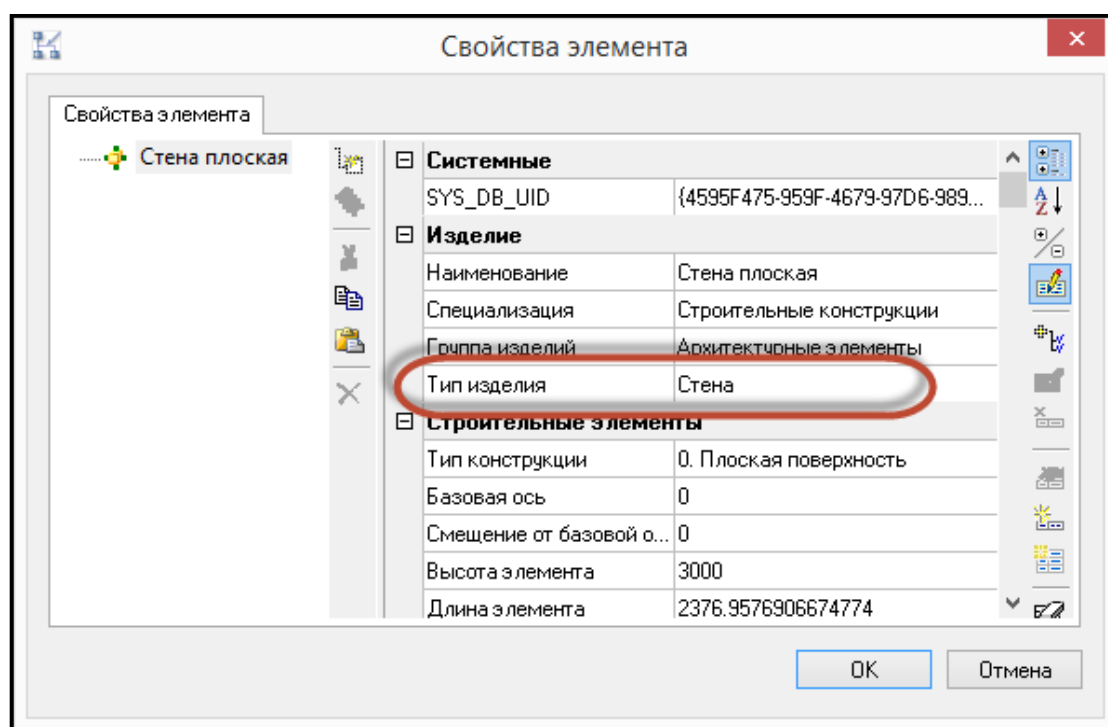 Свойства элемента
Свойства элемента
Стена плоская
Системные
SYS_DB_UID {4595F475-959F-4679-97D6-989...
Изделие
Наименование Стена плоская
Специализация Строительные конструкции
Группа изделий Архитектурные элементы
Тип изделия Стена
Строительные элементы
Тип конструкции 0. Плоская поверхность
Базовая ось 0
Смещение от базовой о... 0
Высота элемента 3000
Длина элемента 2376.9576906674774
OK Отмена